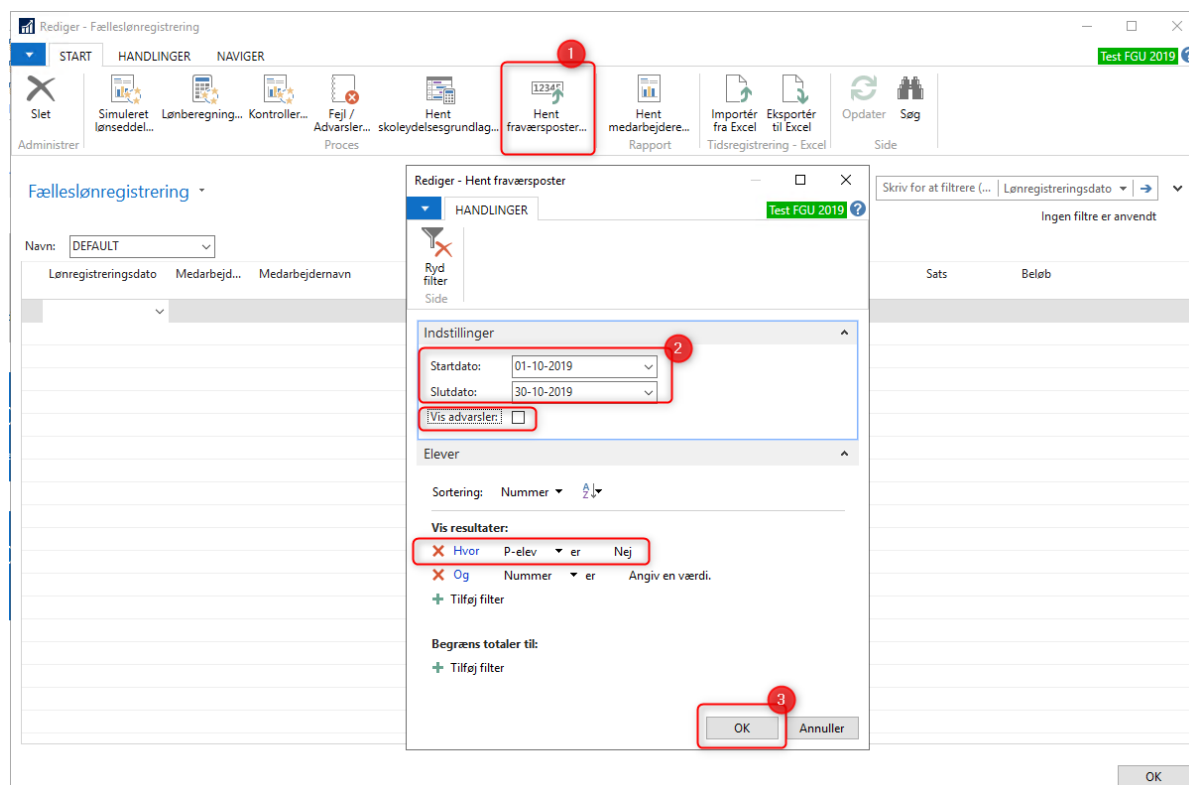 Rediger - Fælleslønregistrering
START HANDLINGER NAVIGER
Test FGU 2019
1
Slet
Simuleret lønseddel...
Lønberegning...
Kontroller...
Fejl / Advarsler...
Hent skoleydelsesgrundlag...
12345
Hent fraværsposter...
Hent medarbejdere...
Importér fra Excel
Eksportér til Excel
Opdater
Søg
Administrer
Proces
Rapport
Tidsregistrering - Excel
Side
Fælleslønregistrering
Skriv for at filtrere (... Lønregistreringsdato
Ingen filtre er anvendt
Navn: DEFAULT
Lønregistreringsdato Medarbejd... Medarbejdernavn Sats Beløb
Rediger - Hent fraværsposter
HANDLINGER
Test FGU 2019
Ryd
filter
Side
Indstillinger
2
Startdato: 01-10-2019
Slutdato: 30-10-2019
Vis advarsler:
Elever
Sortering: Nummer
Vis resultater:
Hvor P-elev er Nej
Og Nummer er Angiv en værdi.
Tilføj filter
Begræns totaler til:
Tilføj filter
3
OK Annuller
OK